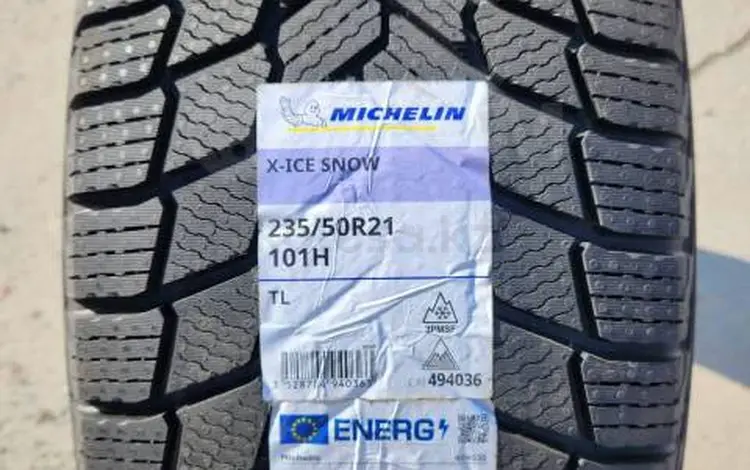 MICHELIN
X-ICE SNOW
235/50R21
101H
TL
3PMSF
494036
ENERG